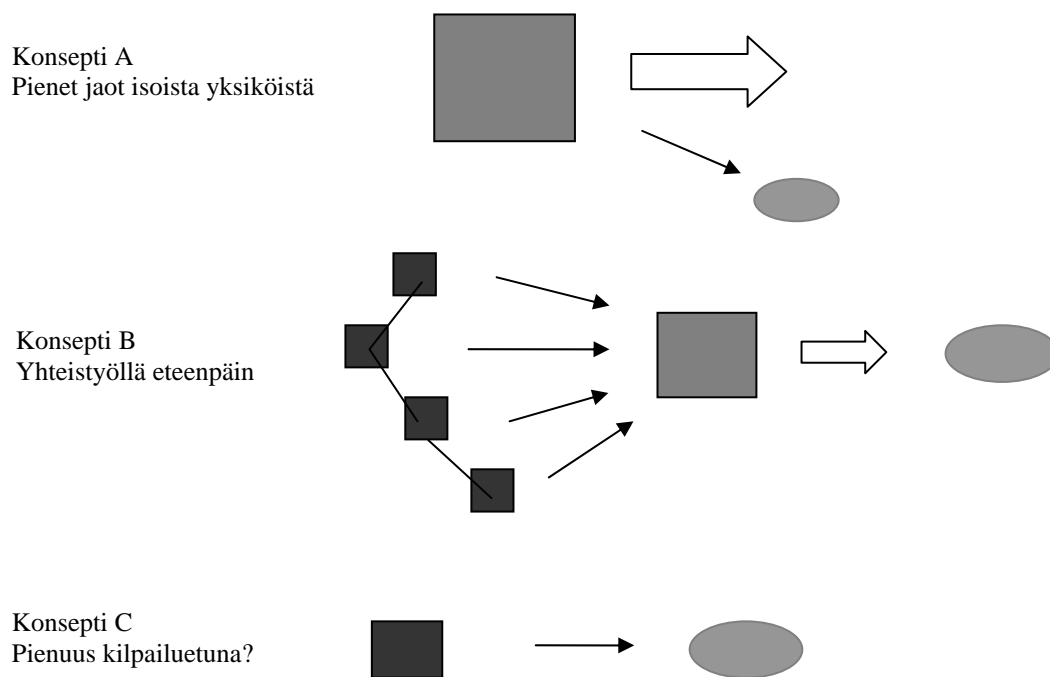 Konsepti A
Pienet jaot isoista yksiköistä
Konsepti B
Yhteistyöllä eteenpäin
Konsepti C
Pienuus kilpailuetuna?